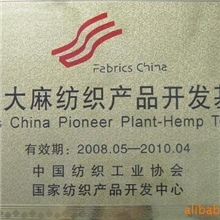 Fabrics China
大麻纺织产品开发基
s China Pioneer Plant-Hemp T
有效期：2008.05—2010.04
中国纺织工业协会
国家纺织产品开发中心
alibaba